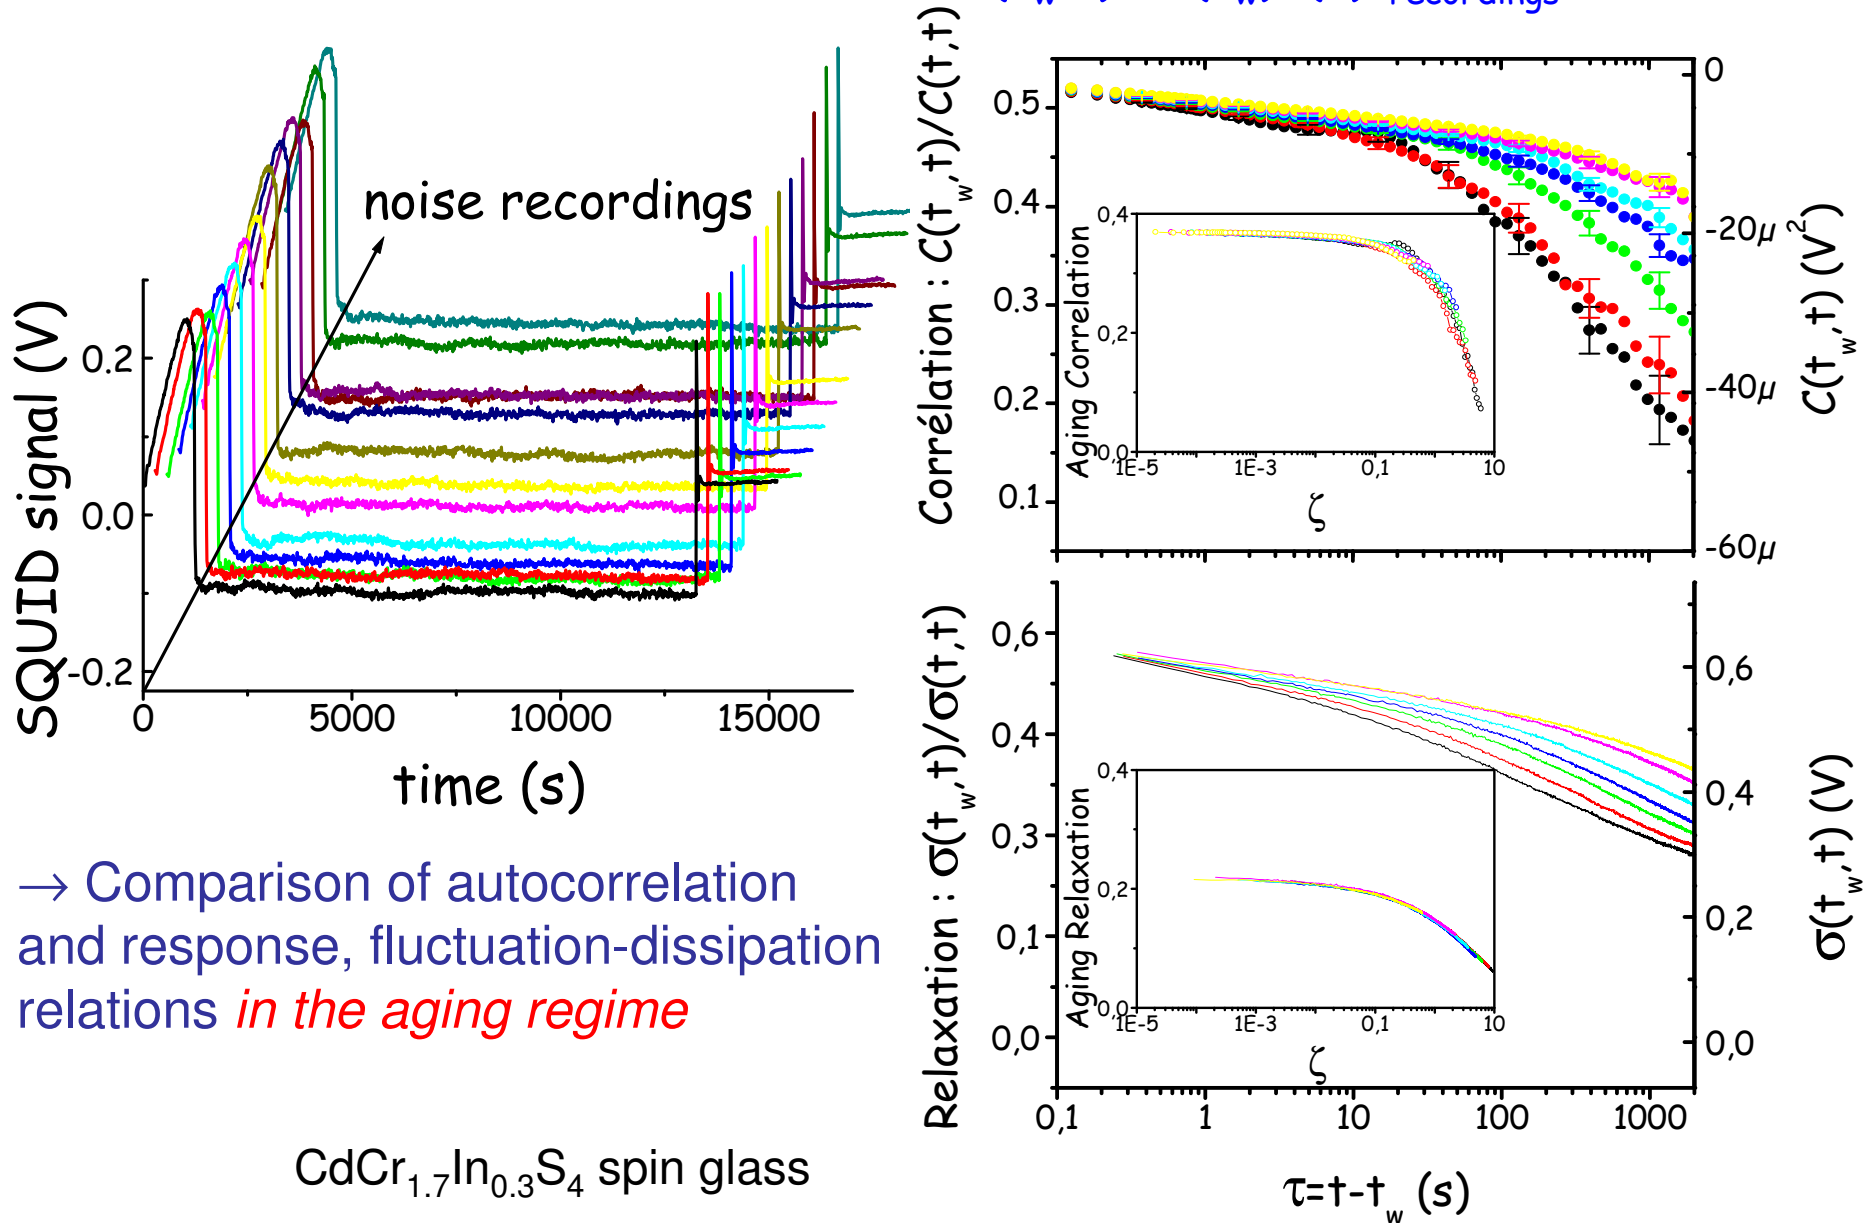 recordings
noise recordings
SQUID signal (V)
0.2
0.0
-0.2
0
5000
10000
15000
time (s)
→ Comparison of autocorrelation
and response, fluctuation-dissipation
relations in the aging regime
CdCr1.7In0.3S4 spin glass
Corrélation : C(tw,t)/C(t,t)
0.5
0.4
0.3
0.2
0.1
0
-20µ
-40µ
-60µ
C(tw,t) (V²)
Aging Correlation
0,4
0,2
0,0
1E-5
1E-3
0,1
10
ζ
Relaxation : σ(tw,t)/σ(t,t)
0,6
0,4
0,3
0,1
0,0
0,6
0,4
0,2
0,0
σ(tw,t) (V)
Aging Relaxation
0,4
0,2
0,0
1E-5
1E-3
0,1
10
ζ
0,1
1
10
100
1000
τ=t-tw (s)